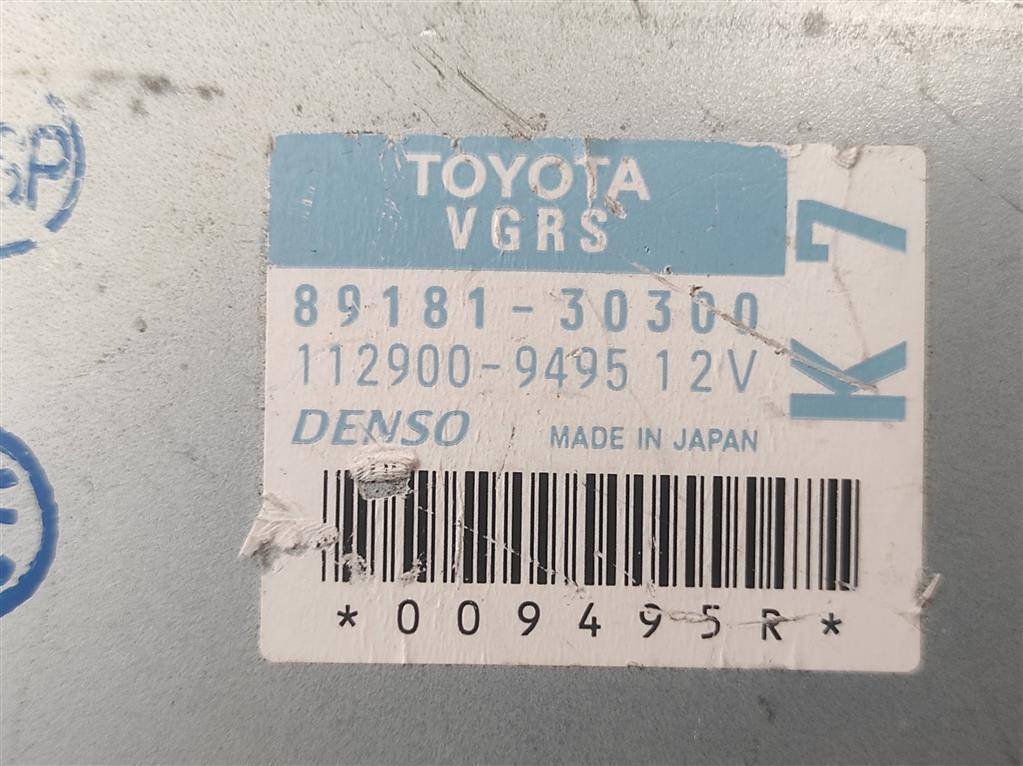 TOYOTA
VGRS
K7
89181-30300
112900-9495 12V
DENSO MADE IN JAPAN
*009495R*